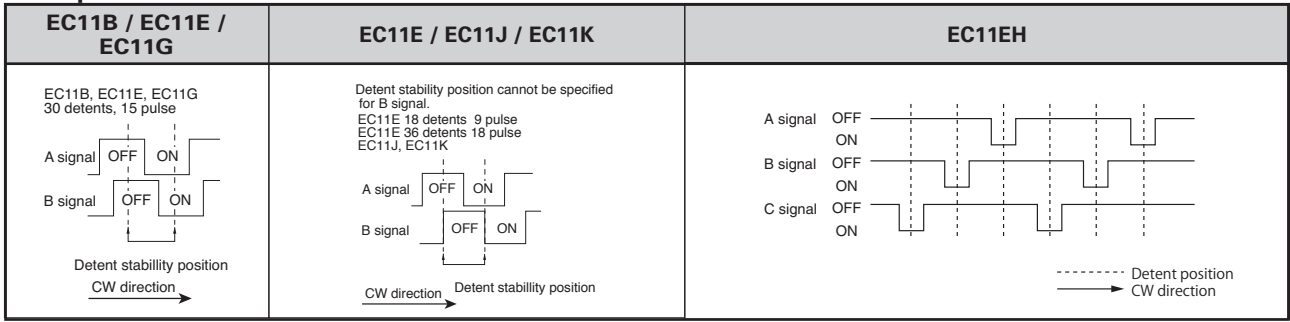 EC11B / EC11E /
EC11G
EC11E / EC11J / EC11K
EC11EH
EC11B, EC11E, EC11G
30 detents, 15 pulse
A signal OFF ON
B signal OFF ON
Detent stabillity position
CW direction
Detent stability position cannot be specified
for B signal.
EC11E 18 detents 9 pulse
EC11E 36 detents 18 pulse
EC11J, EC11K
A signal OFF ON
B signal OFF ON
CW direction Detent stabillity position
A signal OFF
ON
B signal OFF
ON
C signal OFF
ON
Detent position
CW direction